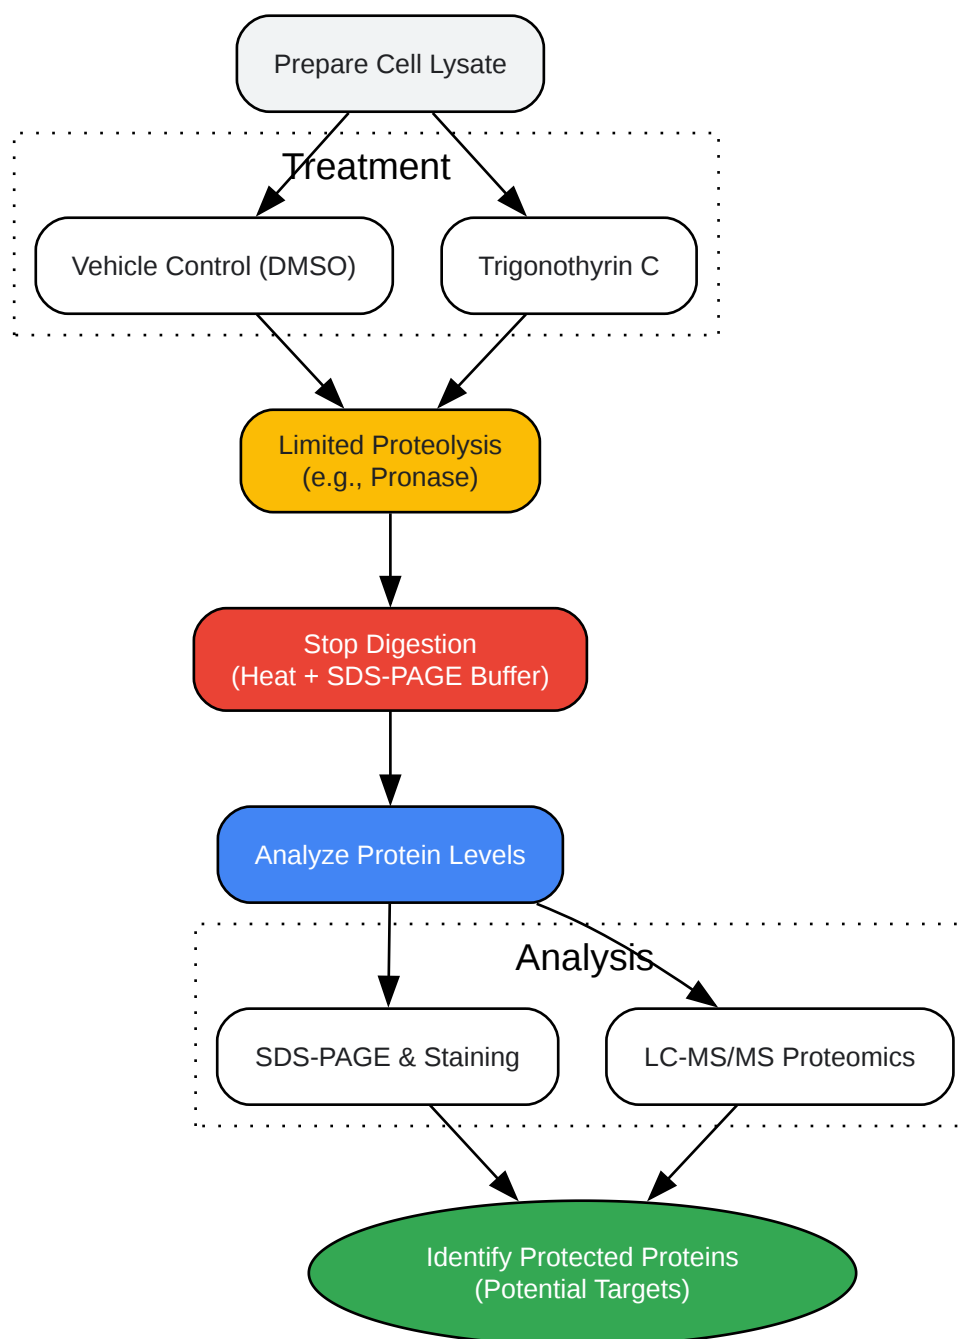 Prepare Cell Lysate
Treatment
Vehicle Control (DMSO)
Trigonothyrin C
Limited Proteolysis
(e.g., Pronase)
Stop Digestion
(Heat + SDS-PAGE Buffer)
Analyze Protein Levels
Analysis
SDS-PAGE & Staining
LC-MS/MS Proteomics
Identify Protected Proteins
(Potential Targets)